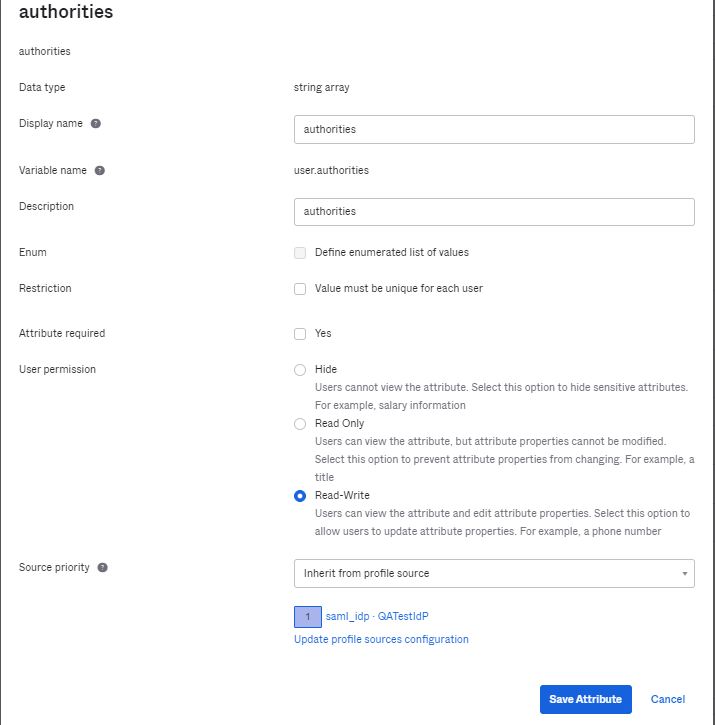 authorities
authorities
Data type string array
Display name ? authorities
Variable name ? user.authorities
Description authorities
Enum Define enumerated list of values
Restriction Value must be unique for each user
Attribute required Yes
User permission Hide
Users cannot view the attribute. Select this option to hide sensitive attributes.
For example, salary information
Read Only
Users can view the attribute, but attribute properties cannot be modified.
Select this option to prevent attribute properties from changing. For example, a
title
Read-Write
Users can view the attribute and edit attribute properties. Select this option to
allow users to update attribute properties. For example, a phone number
Source priority ? Inherit from profile source
1 saml_idp · QATestIdP
Update profile sources configuration
Save Attribute Cancel